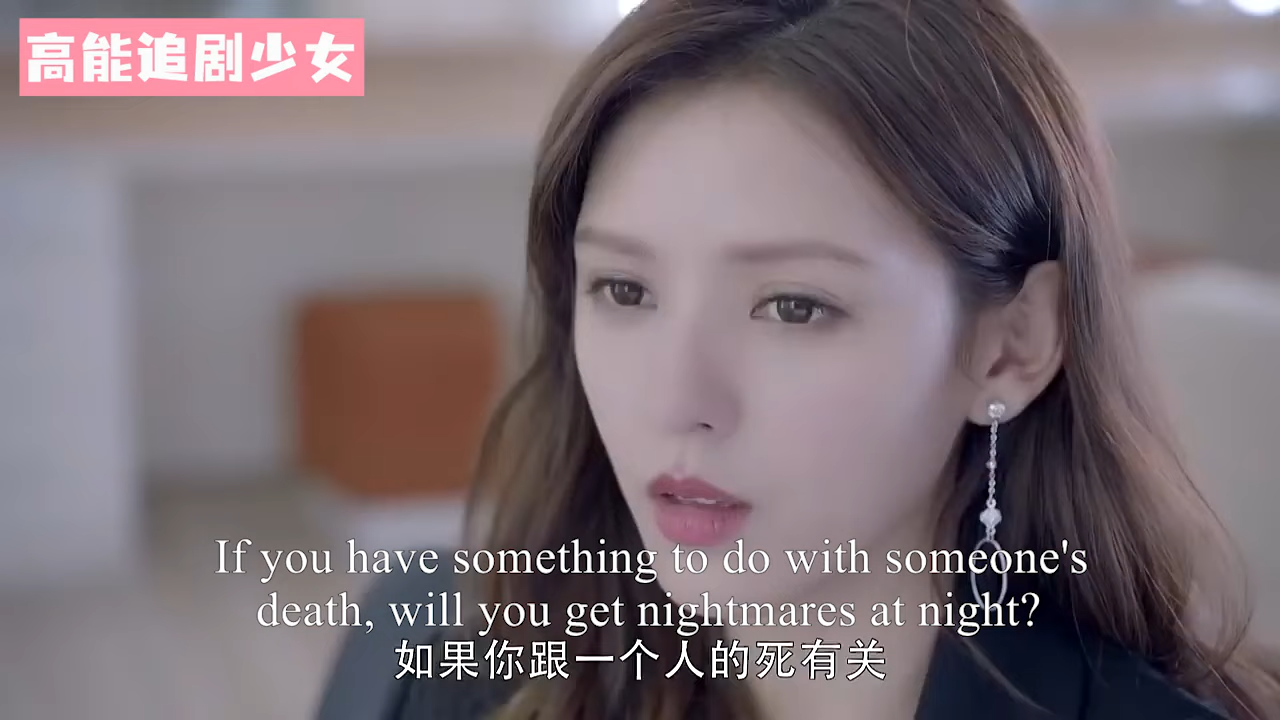 高能追剧少女
If you have something to do with someone's
death, will you get nightmares at night?
如果你跟一个人的死有关